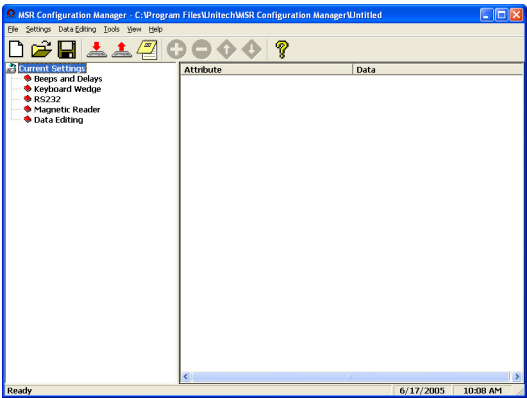 MSR Configuration Manager - C:\Program Files\Unitech\MSR Configuration Manager\Untitled
File Settings Data Editing Tools View Help
Attribute Data
Current Settings
Beeps and Delays
Keyboard Wedge
RS232
Magnetic Reader
Data Editing
Ready 6/17/2005 10:08 AM